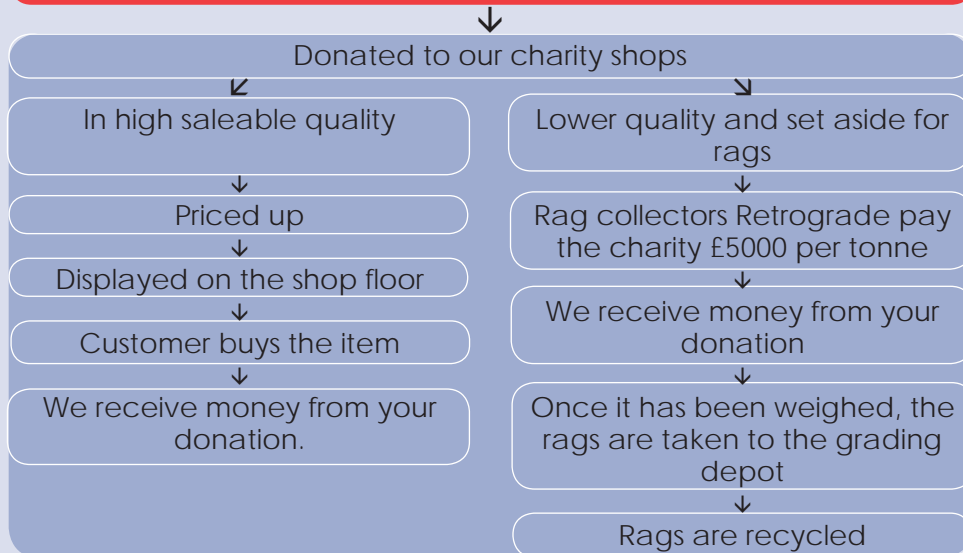 Donated to our charity shops
In high saleable quality
Priced up
Displayed on the shop floor
Customer buys the item
We receive money from your
donation.
Lower quality and set aside for
rags
Rag collectors Retrograde pay
the charity £5000 per tonne
We receive money from your
donation
Once it has been weighed, the
rags are taken to the grading
depot
Rags are recycled